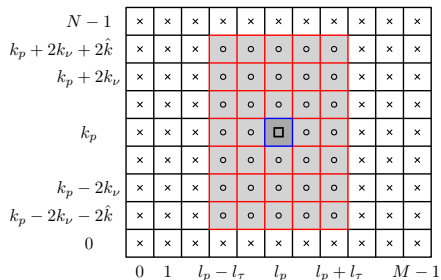 N − 1
k_p + 2k_ν + 2k̂
k_p + 2k_ν
k_p
k_p − 2k_ν
k_p − 2k_ν − 2k̂
0
0 1 l_p − l_τ l_p l_p + l_τ M − 1